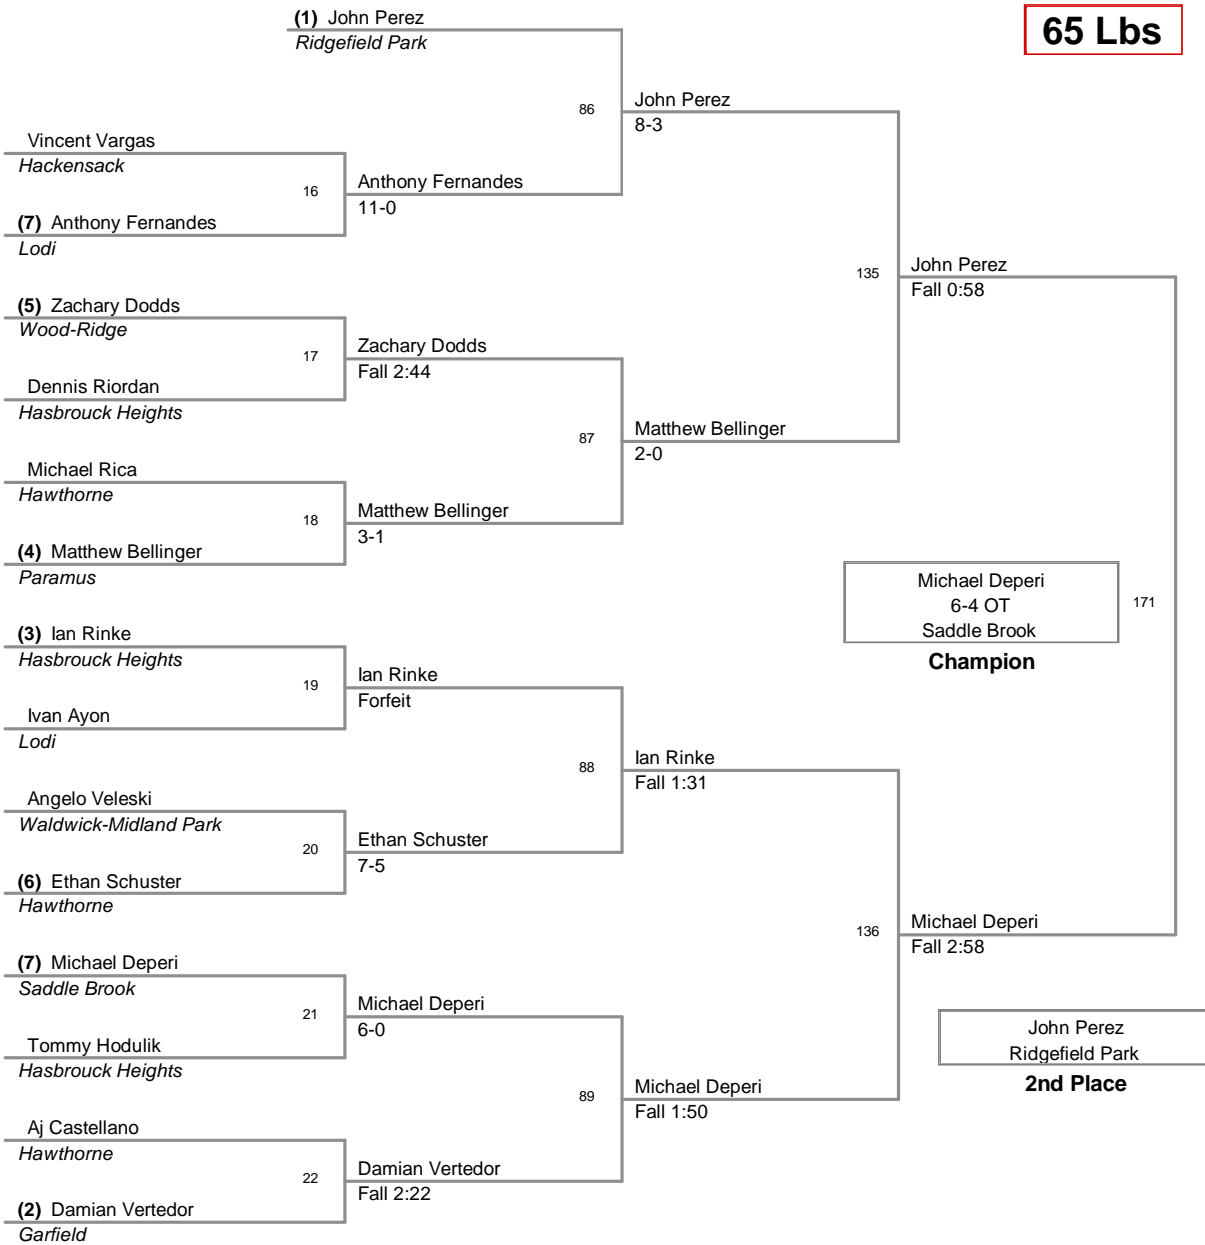 (1) John Perez
Ridgefield Park
65 Lbs
86
John Perez
8-3
Vincent Vargas
Hackensack
16
Anthony Fernandes
11-0
(7) Anthony Fernandes
Lodi
135
John Perez
Fall 0:58
(5) Zachary Dodds
Wood-Ridge
17
Zachary Dodds
Fall 2:44
Dennis Riordan
Hasbrouck Heights
87
Matthew Bellinger
2-0
Michael Rica
Hawthorne
18
Matthew Bellinger
3-1
(4) Matthew Bellinger
Paramus
Michael Deperi
6-4 OT
Saddle Brook
Champion
171
(3) Ian Rinke
Hasbrouck Heights
19
Ian Rinke
Forfeit
Ivan Ayon
Lodi
88
Ian Rinke
Fall 1:31
Angelo Veleski
Waldwick-Midland Park
20
Ethan Schuster
7-5
(6) Ethan Schuster
Hawthorne
136
Michael Deperi
Fall 2:58
(7) Michael Deperi
Saddle Brook
21
Michael Deperi
6-0
Tommy Hodulik
Hasbrouck Heights
John Perez
Ridgefield Park
2nd Place
89
Michael Deperi
Fall 1:50
Aj Castellano
Hawthorne
22
Damian Vertedor
Fall 2:22
(2) Damian Vertedor
Garfield